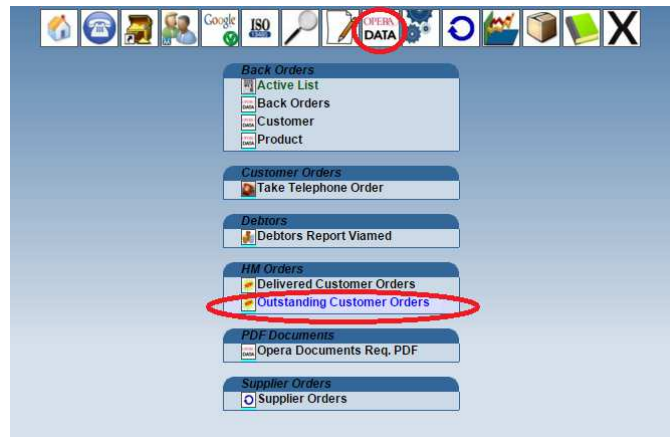 Google ISO OPERA
DATA X
Back Orders
Active List
Back Orders
Customer
Product
Customer Orders
Take Telephone Order
Debtors
Debtors Report Viamed
HM Orders
Delivered Customer Orders
Outstanding Customer Orders
PDF Documents
Opera Documents Req. PDF
Supplier Orders
Supplier Orders